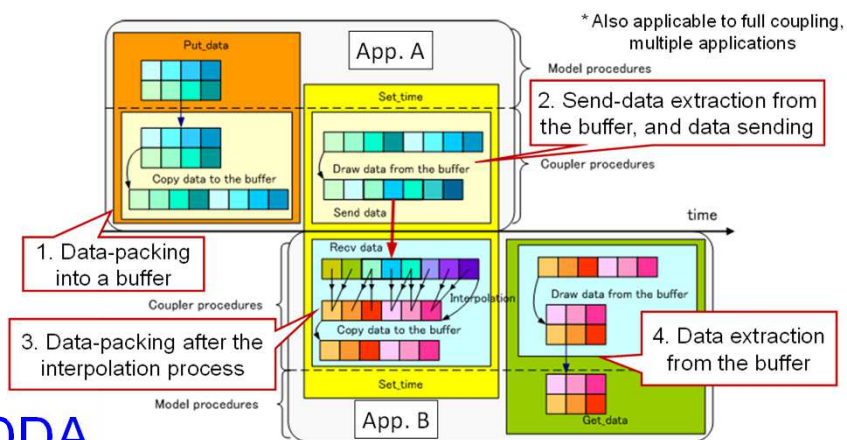 * Also applicable to full coupling,
multiple applications
Put_data
App. A
Model procedures
Set_time
2. Send-data extraction from
the buffer, and data sending
Copy data to the buffer
Draw data from the buffer
Coupler procedures
Send data
time
1. Data-packing
into a buffer
Recv data
Coupler procedures
Interpolation
Draw data from the buffer
3. Data-packing after the
interpolation process
Copy data to the buffer
4. Data extraction
from the buffer
Set_time
Model procedures
App. B
Get_data